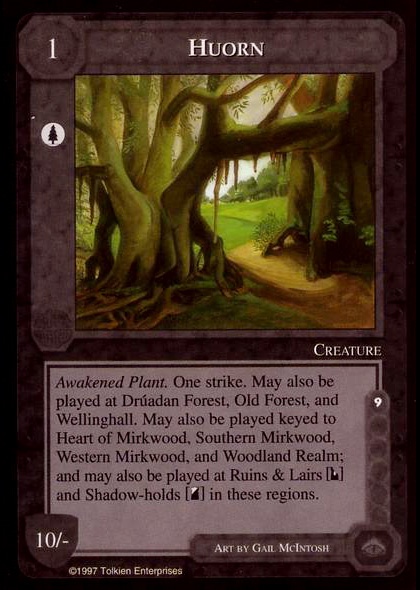 1
HUORN
CREATURE
Awakened Plant. One strike. May also be
played at Drúadan Forest, Old Forest, and
Wellinghall. May also be played keyed to
Heart of Mirkwood, Southern Mirkwood,
Western Mirkwood, and Woodland Realm;
and may also be played at Ruins & Lairs []
and Shadow-holds [] in these regions.
9
10/-
ART BY GAIL MCINTOSH
©1997 Tolkien Enterprises